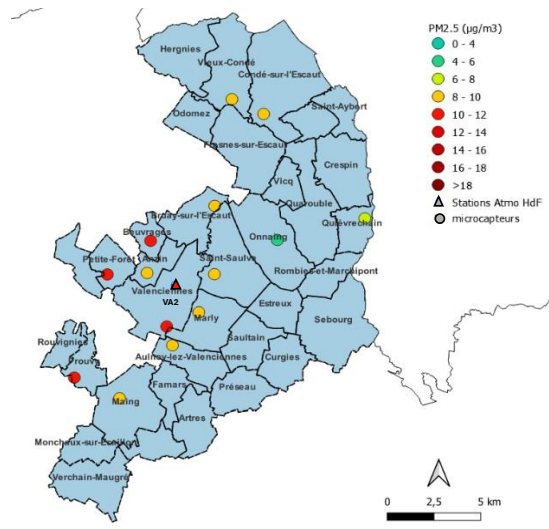 PM2.5 (µg/m3)
0 - 4
4 - 6
6 - 8
8 - 10
10 - 12
12 - 14
14 - 16
16 - 18
>18
Stations Atmo HdF
microcapteurs
Hergnies
Vieux-Condé
Condé-sur-l'Escaut
Odomez
Saint-Aybert
Fresnes-sur-Escaut
Crespin
Vicq
Quarouble
Bruay-sur-l'Escaut
Quiévrechain
Beuvrages
Onnaing
Petite-Forêt
Anzin
Saint-Saulve
Rombies-et-Marchipont
Valenciennes
VA2
Estreux
Marly
Sebourg
Rouvignies
Prouvy
Saultain
Aulnoy-lez-Valenciennes
Curgies
Famars
Préseau
Maing
Artres
Monchaux-sur-Ecaillon
Verchain-Maugré
0
2,5
5 km